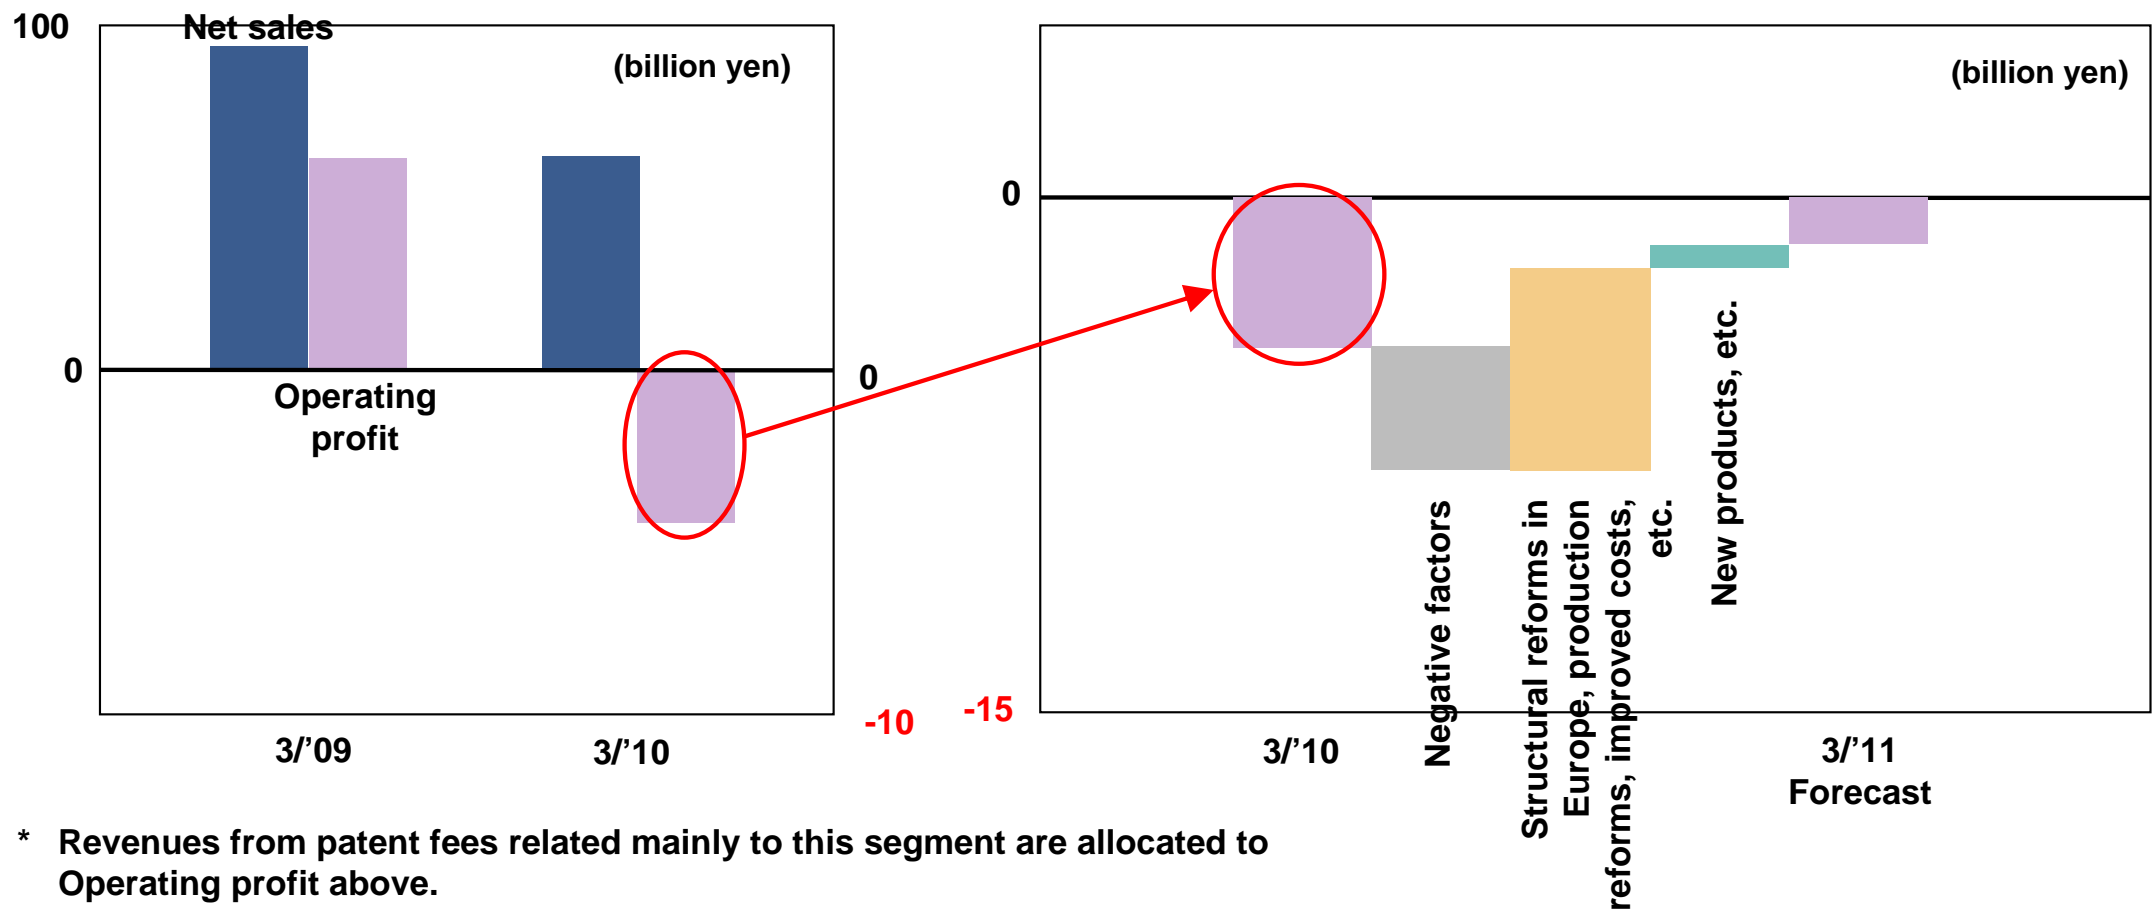 100
Net sales
(billion yen)
0
Operating
profit
0
-10
3/’09
3/’10
(billion yen)
0
-15
3/’10
Negative factors
Structural reforms in
Europe, production
reforms, improved costs,
etc.
New products, etc.
3/’11
Forecast
* Revenues from patent fees related mainly to this segment are allocated to
Operating profit above.